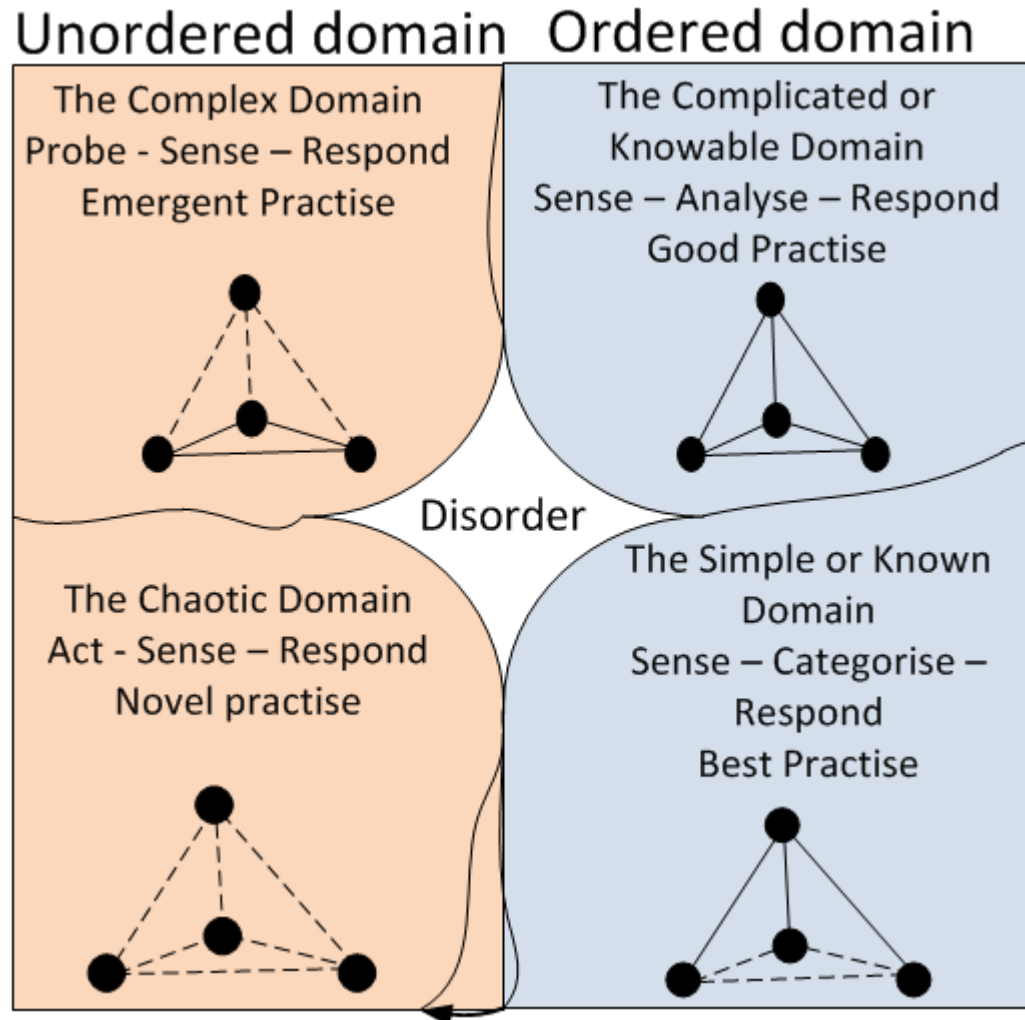 Unordered domain
Ordered domain
The Complex Domain
Probe - Sense – Respond
Emergent Practise
The Complicated or
Knowable Domain
Sense – Analyse – Respond
Good Practise
Disorder
The Chaotic Domain
Act - Sense – Respond
Novel practise
The Simple or Known
Domain
Sense – Categorise –
Respond
Best Practise